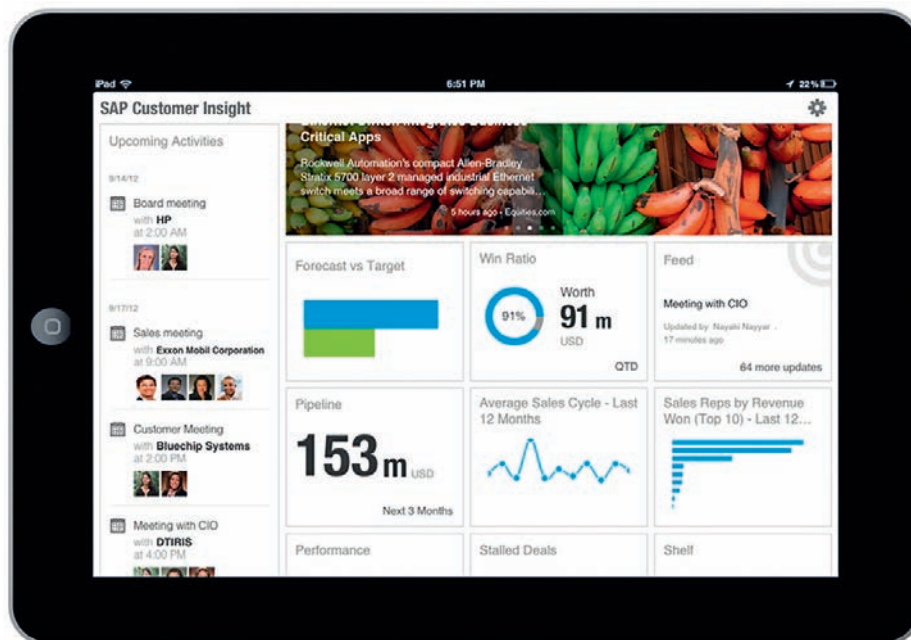 iPad
6:51 PM
22%
SAP Customer Insight
Upcoming Activities
9/14/12
Board meeting
with HP
at 2:00 AM
9/17/12
Sales meeting
with Exxon Mobil Corporation
at 9:00 AM
Customer Meeting
with Bluechip Systems
at 2:00 PM
Meeting with CIO
with DTIRIS
at 4:00 PM
Ethernet Switch Integrates Business
Critical Apps
Rockwell Automation's compact Allen-Bradley
Stratix 5700 layer 2 managed industrial Ethernet
switch meets a broad range of switching capabili...
5 hours ago - Equities.com
Forecast vs Target
Win Ratio
91%
Worth
91 m
USD
QTD
Feed
Meeting with CIO
Updated by Nayaki Nayyar .
17 minutes ago
64 more updates
Pipeline
153 m USD
Next 3 Months
Average Sales Cycle - Last
12 Months
Sales Reps by Revenue
Won (Top 10) - Last 12...
Performance
Stalled Deals
Shelf